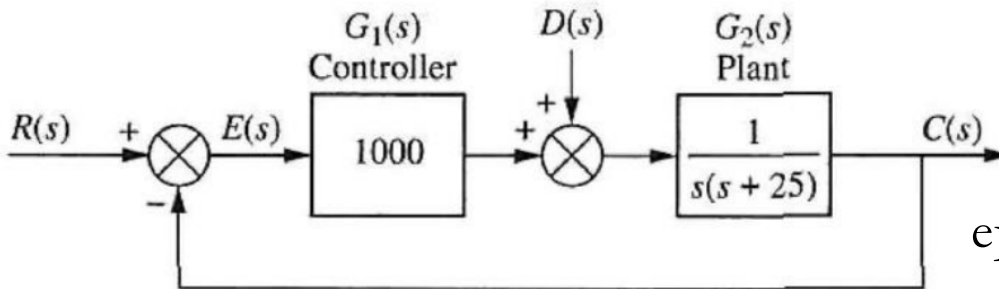 G₁(s)
Controller
D(s)
G₂(s)
Plant
R(s)
+
−
E(s)
1000
+
+
1
s(s + 25)
C(s)